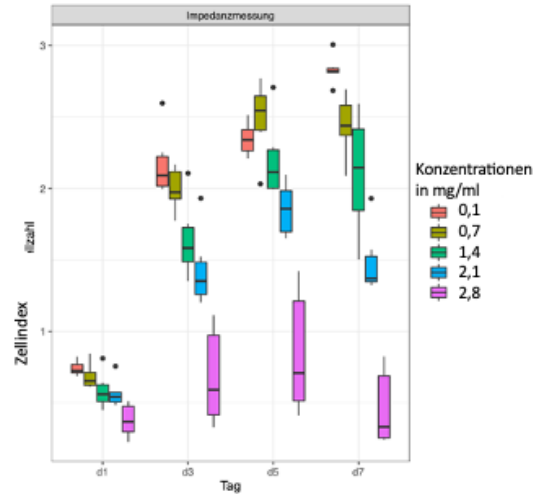 Impedanzmessung
3
2
1
Zellindex
d1
d3
d5
d7
Tag
Konzentrationen
in mg/ml
0,1
0,7
1,4
2,1
2,8